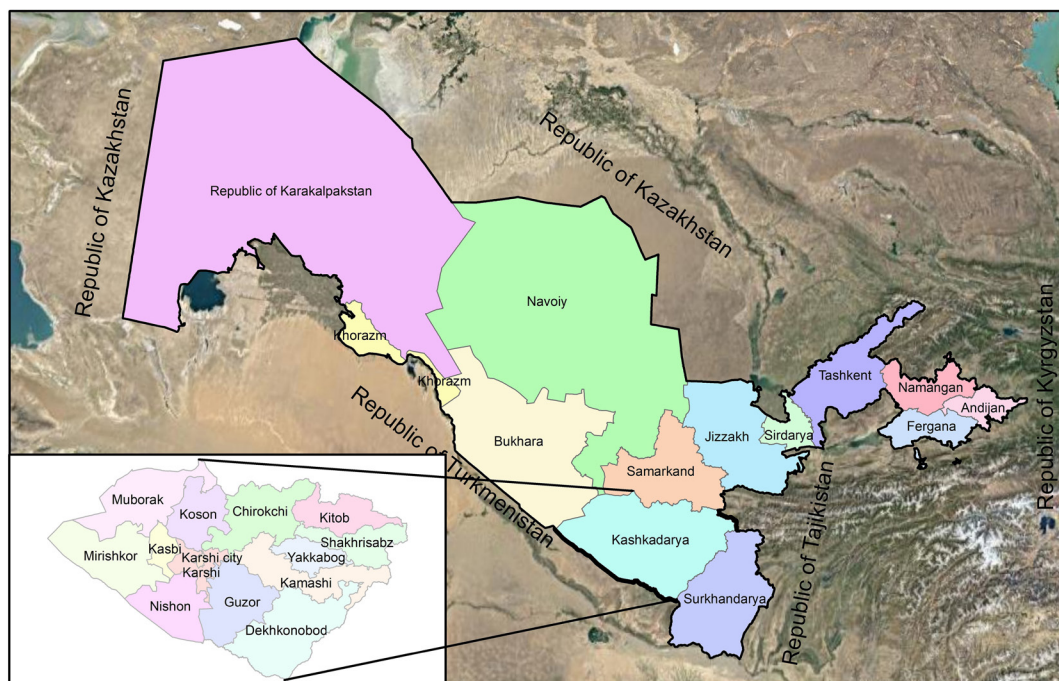 Republic of Kazakhstan
Republic of Kazakhstan
Republic of Karakalpakstan
Navoiy
Khorazm
Khorazm
Tashkent
Namangan
Andijan
Fergana
Republic of Kyrgyzstan
Bukhara
Jizzakh
Sirdarya
Samarkand
Republic of Turkmenistan
Kashkadarya
Republic of Tajikistan
Surkhandarya
Muborak
Koson
Chirokchi
Kitob
Shakhrisabz
Mirishkor
Kasbi
Karshi city
Yakkabog
Karshi
Kamashi
Nishon
Guzor
Dekhkonobod